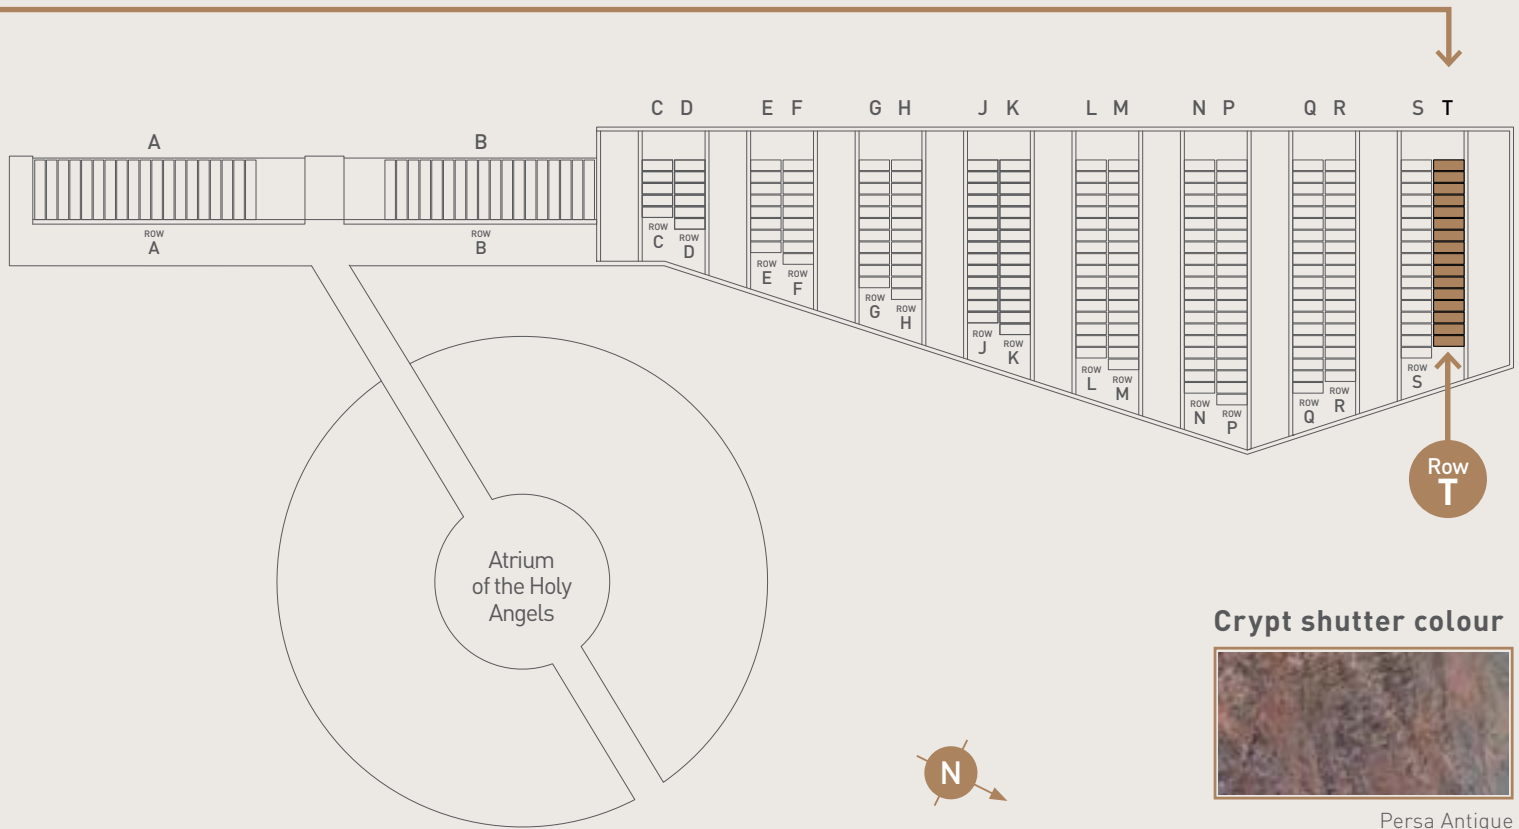 C D E F G H J K L M N P Q R S T
A B
ROW
A
ROW
B
ROW
C
ROW
D
ROW
E
ROW
F
ROW
G
ROW
H
ROW
J
ROW
K
ROW
L
ROW
M
ROW
N
ROW
P
ROW
Q
ROW
R
ROW
S
Row
T
Atrium
of the Holy
Angels
N
Crypt shutter colour
Persa Antique